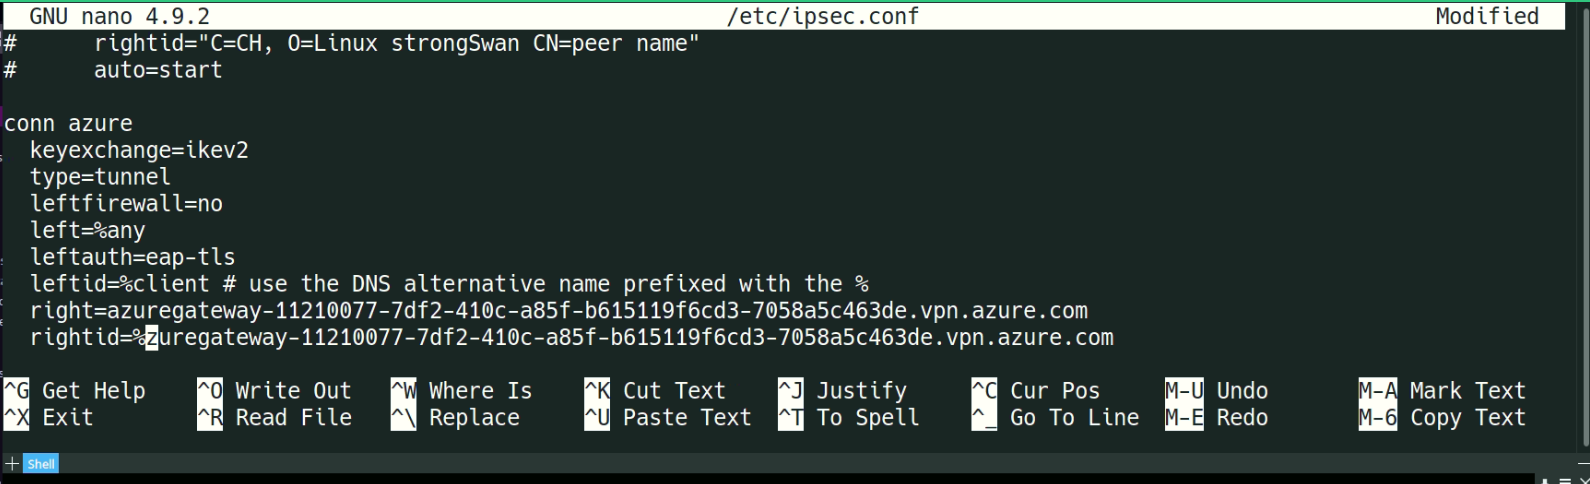 GNU nano 4.9.2 /etc/ipsec.conf Modified
# rightid="C=CH, O=Linux strongSwan CN=peer name"
# auto=start
conn azure
keyexchange=ikev2
type=tunnel
leftfirewall=no
left=%any
leftauth=eap-tls
leftid=%client # use the DNS alternative name prefixed with the %
right=azuregateway-11210077-7df2-410c-a85f-b615119f6cd3-7058a5c463de.vpn.azure.com
rightid=%zuregateway-11210077-7df2-410c-a85f-b615119f6cd3-7058a5c463de.vpn.azure.com
^G Get Help ^O Write Out ^W Where Is ^K Cut Text ^J Justify ^C Cur Pos M-U Undo M-A Mark Text
^X Exit ^R Read File ^\ Replace ^U Paste Text ^T To Spell ^_ Go To Line M-E Redo M-6 Copy Text
Shell